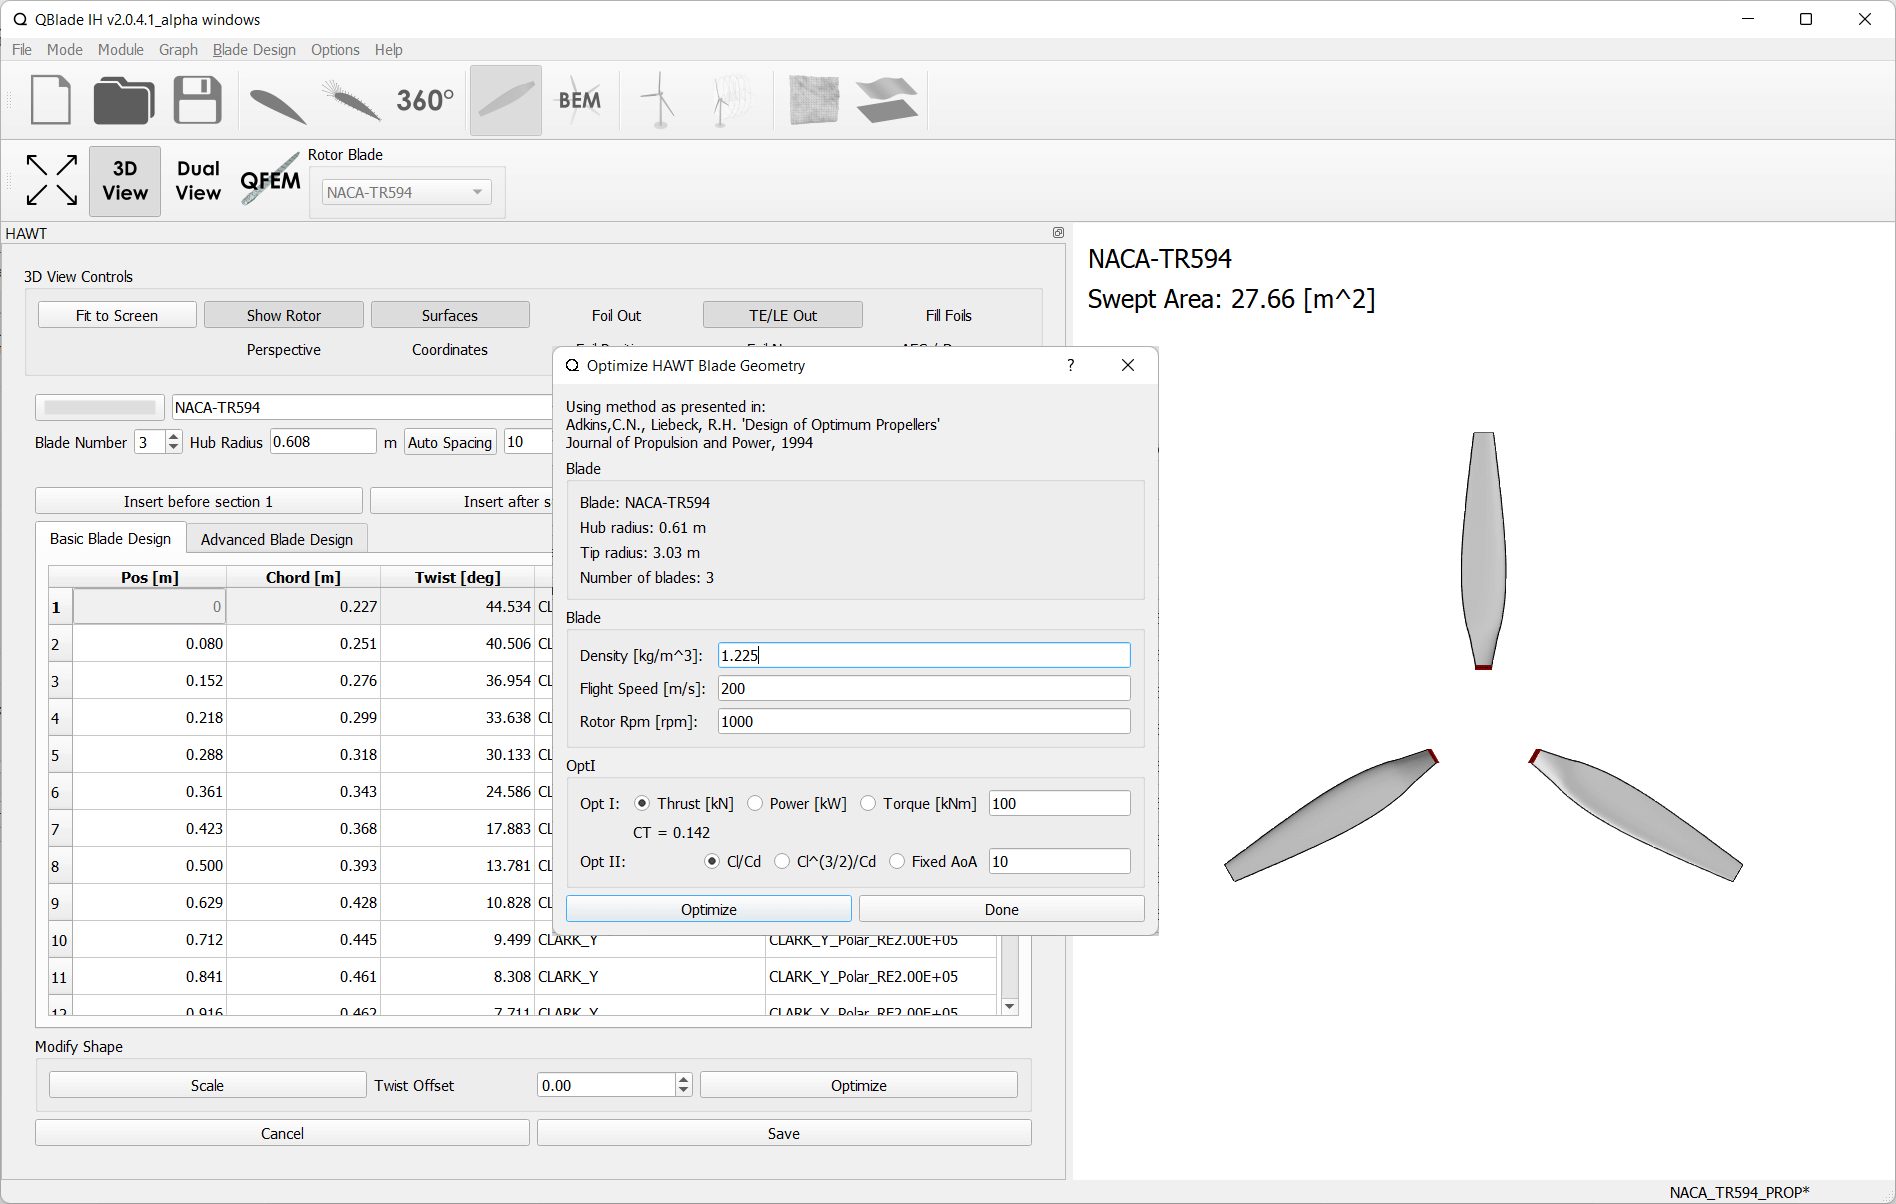 QBlade IH v2.0.4.1_alpha windows
File Mode Module Graph Blade Design Options Help
360° BEM
3D View
Dual View
QFEM
Rotor Blade
NACA-TR594
HAWT
3D View Controls
Fit to Screen Show Rotor Surfaces Foil Out TE/LE Out Fill Foils
Perspective Coordinates
NACA-TR594
Blade Number 3 Hub Radius 0.608 m Auto Spacing 10
Insert before section 1 Insert after s
Basic Blade Design Advanced Blade Design
Pos [m] Chord [m] Twist [deg]
1 0 0.227 44.534 CL
2 0.080 0.251 40.506 CL
3 0.152 0.276 36.954 CL
4 0.218 0.299 33.638 CL
5 0.288 0.318 30.133 CL
6 0.361 0.343 24.586 CL
7 0.423 0.368 17.883 CL
8 0.500 0.393 13.781 CL
9 0.629 0.428 10.828 CL
10 0.712 0.445 9.499 CLARK_Y CLARK_Y_Polar_RE2.00E+05
11 0.841 0.461 8.308 CLARK_Y CLARK_Y_Polar_RE2.00E+05
12 0.916 0.462 7.711 CLARK_Y CLARK_Y_Polar_RE2.00E+05
Modify Shape
Scale Twist Offset 0.00 Optimize
Cancel Save
Optimize HAWT Blade Geometry ?
Using method as presented in:
Adkins,C.N., Liebeck, R.H. 'Design of Optimum Propellers'
Journal of Propulsion and Power, 1994
Blade
Blade: NACA-TR594
Hub radius: 0.61 m
Tip radius: 3.03 m
Number of blades: 3
Blade
Density [kg/m^3]: 1.225
Flight Speed [m/s]: 200
Rotor Rpm [rpm]: 1000
OptI
Opt I: Thrust [kN] Power [kW] Torque [kNm] 100
CT = 0.142
Opt II: Cl/Cd Cl^(3/2)/Cd Fixed AoA 10
Optimize Done
NACA-TR594
Swept Area: 27.66 [m^2]
NACA_TR594_PROP*